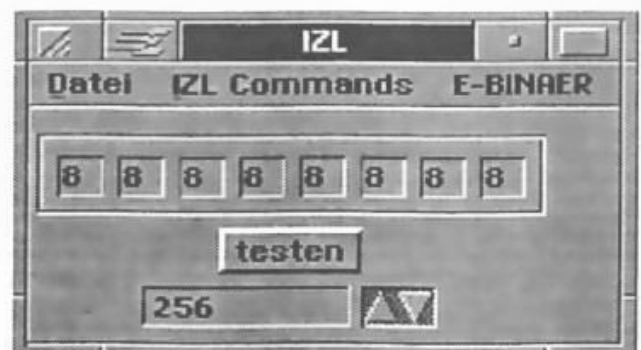 IZL
Datei IZL Commands E-BINAER
8 8 8 8 8 8 8 8
testen
256